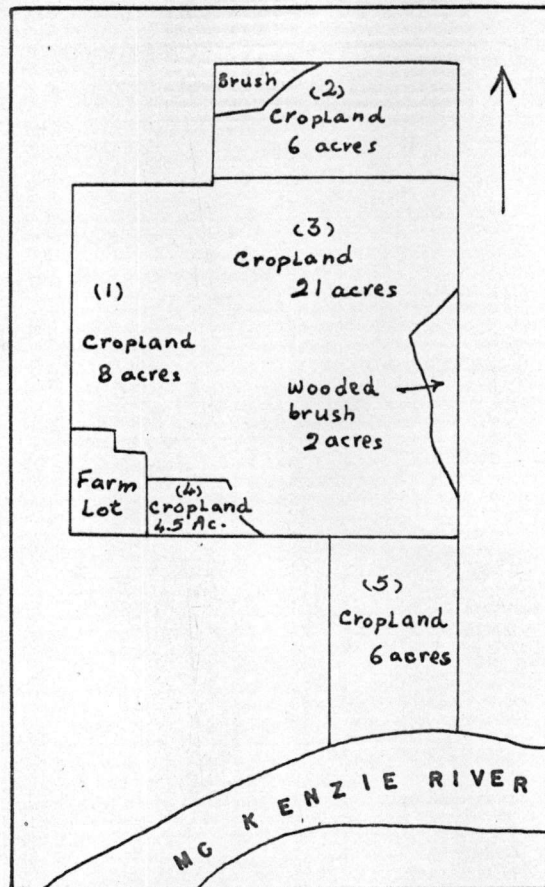 Brush
(2)
Cropland
6 acres
(3)
Cropland
21 acres
(1)
Cropland
8 acres
Wooded
brush
2 acres
Farm
Lot
(4)
Cropland
4.5 Ac.
(5)
Cropland
6 acres
MC KENZIE RIVER